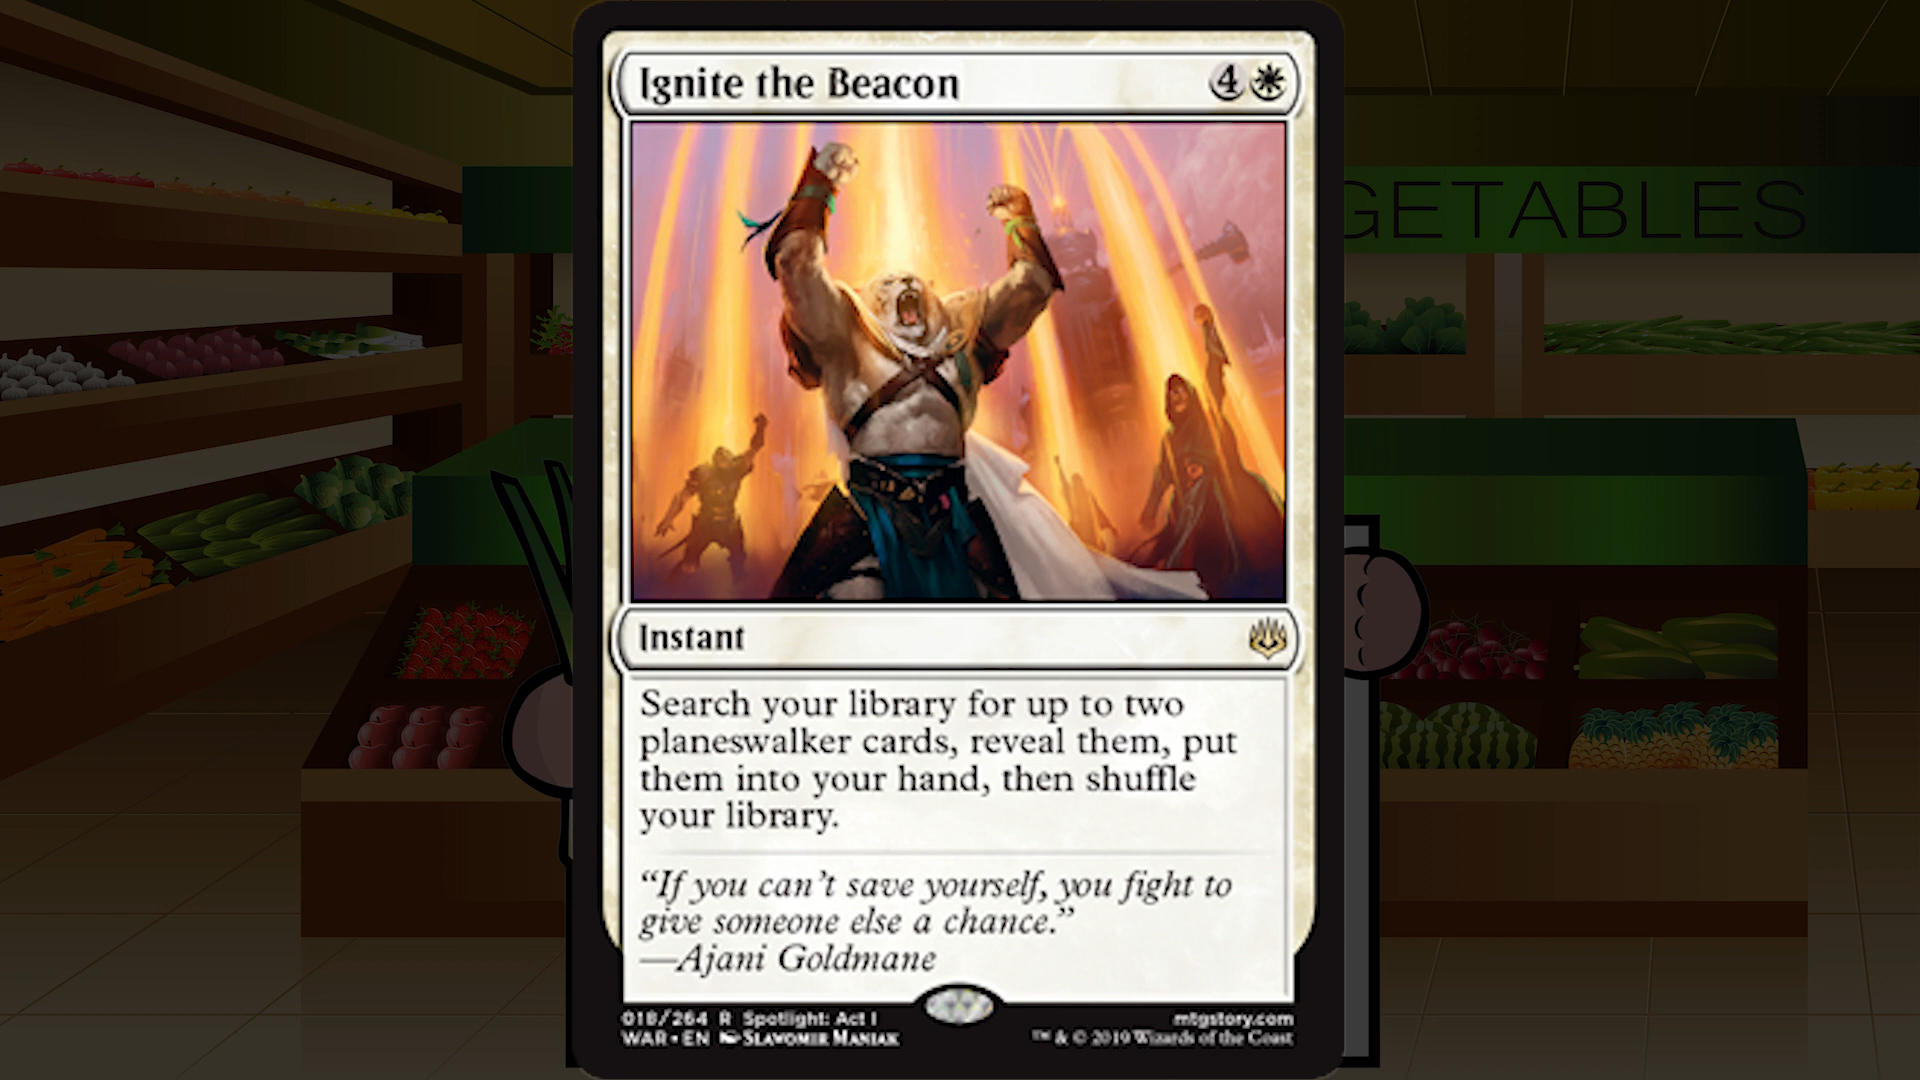 Ignite the Beacon
4
GETABLES
Instant
Search your library for up to two
planeswalker cards, reveal them, put
them into your hand, then shuffle
your library.
“If you can’t save yourself, you fight to
give someone else a chance.”
—Ajani Goldmane
018/264 R Spotlight: Act I
mtgstory.com
WAR • EN Slawomir Maniak
™ & © 2019 Wizards of the Coast